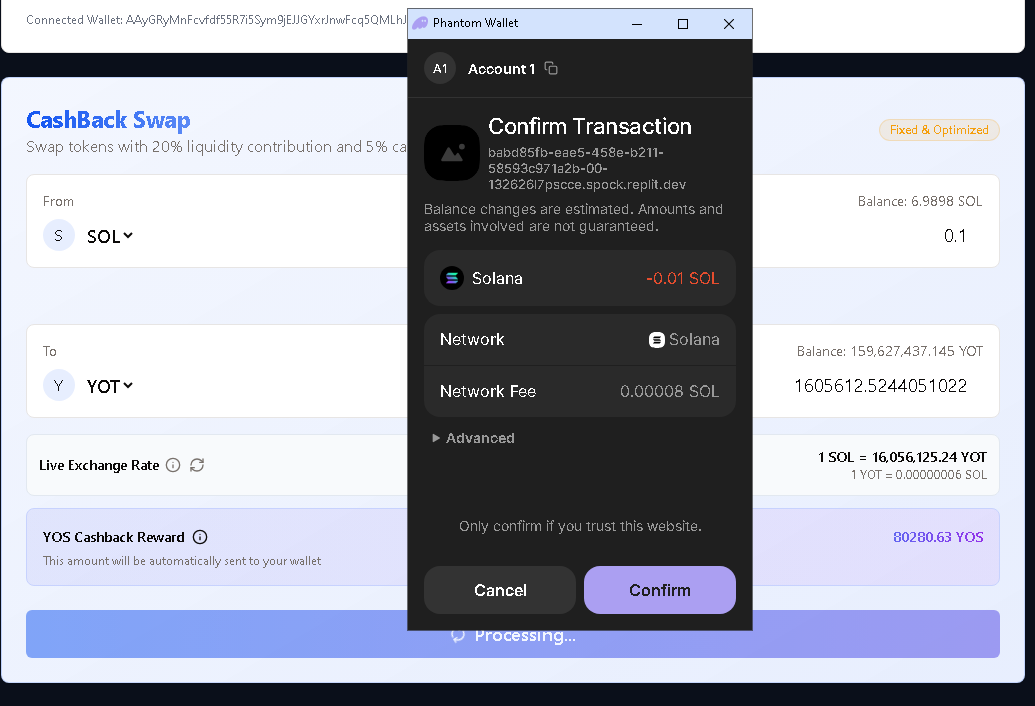 Connected Wallet: AAyGRyMnFcvfdf55R7i5Sym9jEJJGYxrJnwFcq5QMLhJ
CashBack Swap
Swap tokens with 20% liquidity contribution and 5% ca
Fixed & Optimized
From
Balance: 6.9898 SOL
S
SOL
0.1
To
Balance: 159,627,437.145 YOT
Y
YOT
1605612.5244051022
Live Exchange Rate
1 SOL = 16,056,125.24 YOT
1 YOT = 0.00000006 SOL
YOS Cashback Reward
80280.63 YOS
This amount will be automatically sent to your wallet
Processing...
Phantom Wallet
A1
Account 1
Confirm Transaction
babd85fb-eae5-458e-b211-
58593c971a2b-00-
132626l7pscce.spock.replit.dev
Balance changes are estimated. Amounts and
assets involved are not guaranteed.
Solana
-0.01 SOL
Network
Solana
Network Fee
0.00008 SOL
Advanced
Only confirm if you trust this website.
Cancel
Confirm